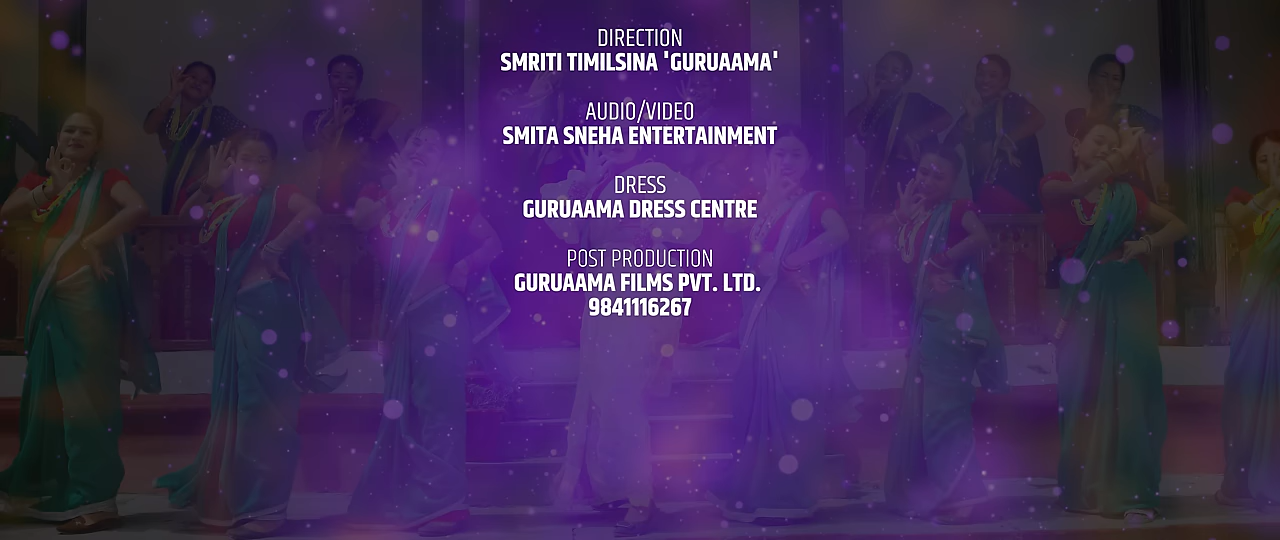 DIRECTION
SMRITI TIMILSINA 'GURUAAMA'
AUDIO/VIDEO
SMITA SNEHA ENTERTAINMENT
DRESS
GURUAAMA DRESS CENTRE
POST PRODUCTION
GURUAAMA FILMS PVT. LTD.
9841116267